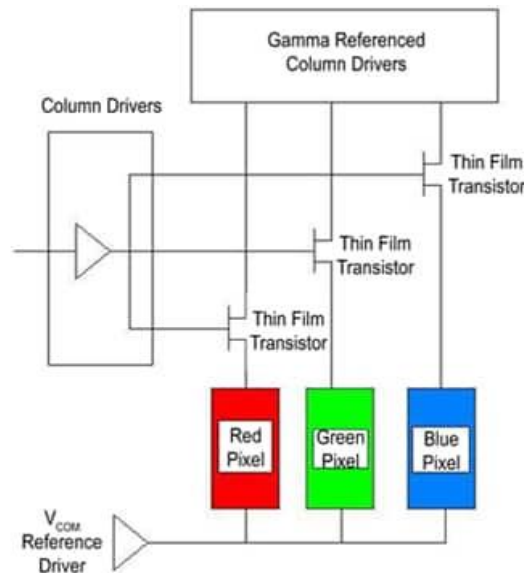 Gamma Referenced
Column Drivers
Column Drivers
Thin Film
Transistor
Thin Film
Transistor
Thin Film
Transistor
Red
Pixel
Green
Pixel
Blue
Pixel
VCOM
Reference
Driver